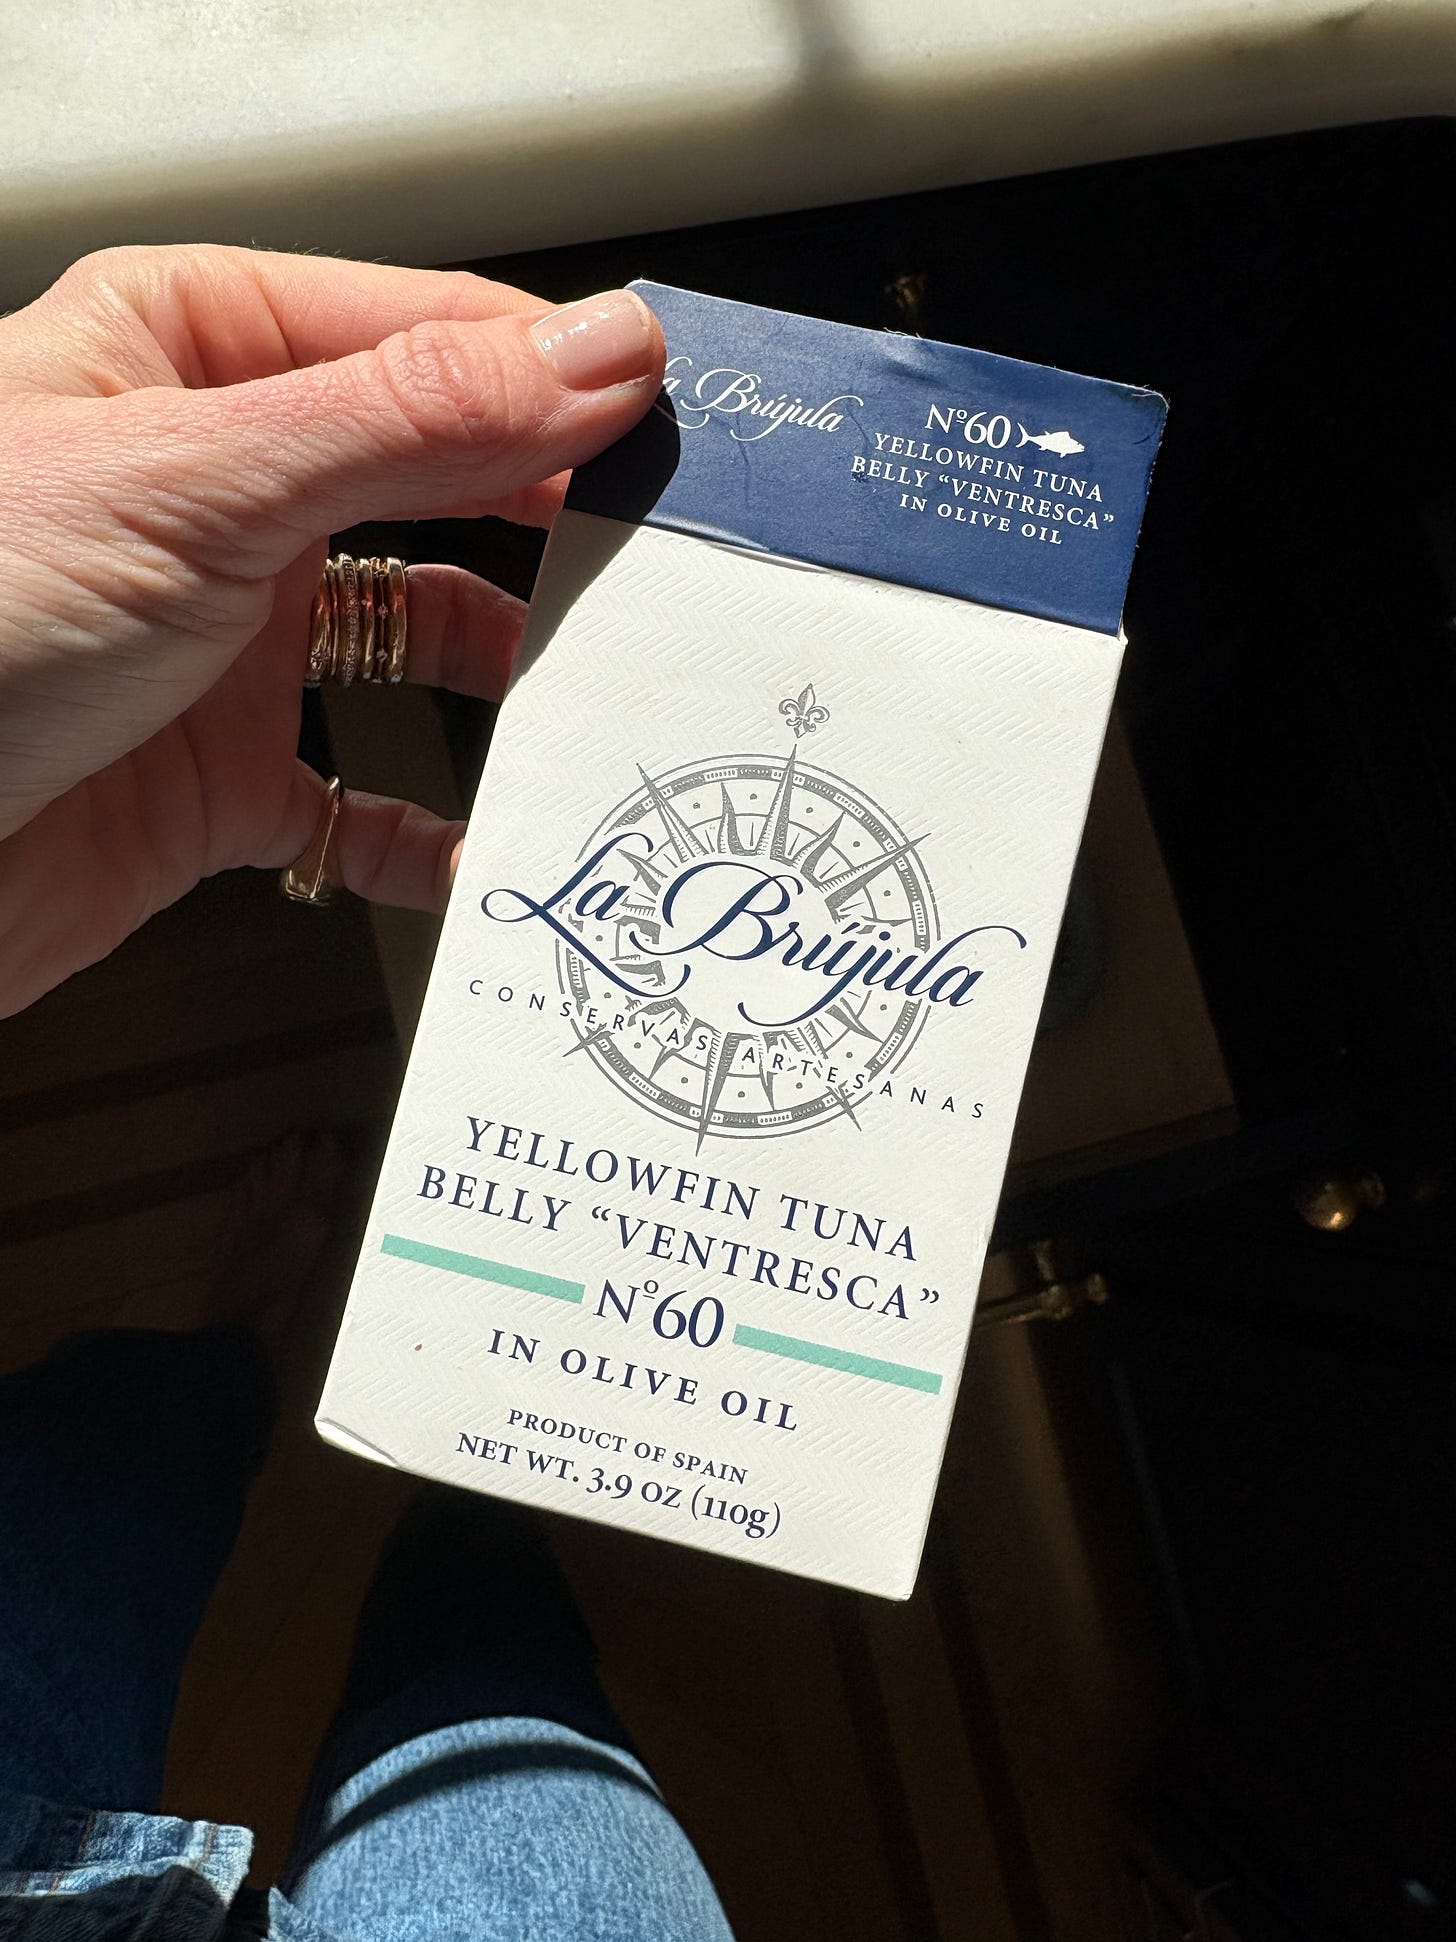 La Brújula
Nº60
YELLOWFIN TUNA
BELLY “VENTRESCA”
IN OLIVE OIL
La Brújula
CONSERVAS ARTESANAS
YELLOWFIN TUNA
BELLY “VENTRESCA”
Nº60
IN OLIVE OIL
PRODUCT OF SPAIN
NET WT. 3.9 OZ (110g)